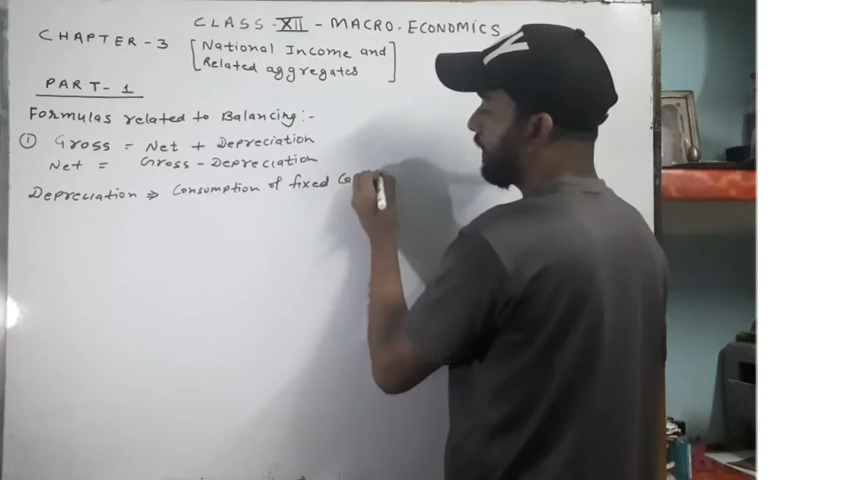 CLASS - XII - MACRO. ECONOMICS
CHAPTER - 3 [National Income and
Related aggregates]
PART - 1
Formulas related to Balancing :-
① Gross = Net + Depreciation
Net = Gross - Depreciation
Depreciation ⇒ Consumption of fixed Ca